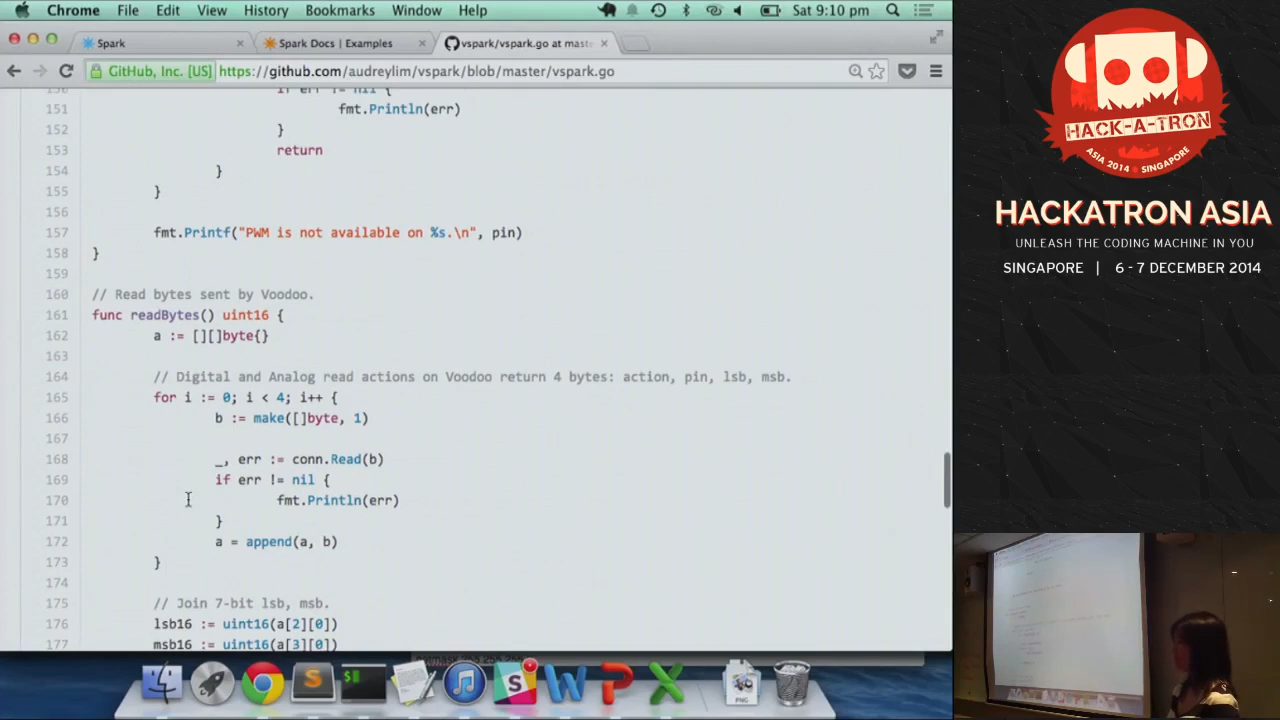 Chrome File Edit View History Bookmarks Window Help Sat 9:10 pm
Spark Spark Docs | Examples vspark/vspark.go at maste
GitHub, Inc. [US] https://github.com/audreylim/vspark/blob/master/vspark.go
151 fmt.Println(err)
152 }
153 return
154 }
155 }
156
157 fmt.Printf("PWM is not available on %s.\n", pin)
158 }
159
160 // Read bytes sent by Voodoo.
161 func readBytes() uint16 {
162 a := [][]byte{}
163
164 // Digital and Analog read actions on Voodoo return 4 bytes: action, pin, lsb, msb.
165 for i := 0; i < 4; i++ {
166 b := make([]byte, 1)
167
168 _, err := conn.Read(b)
169 if err != nil {
170 fmt.Println(err)
171 }
172 a = append(a, b)
173 }
174
175 // Join 7-bit lsb, msb.
176 lsb16 := uint16(a[2][0])
177 msb16 := uint16(a[3][0])
HACK-A-TRON
ASIA 2014 SINGAPORE
HACKATRON ASIA
UNLEASH THE CODING MACHINE IN YOU
SINGAPORE | 6 - 7 DECEMBER 2014
PNG